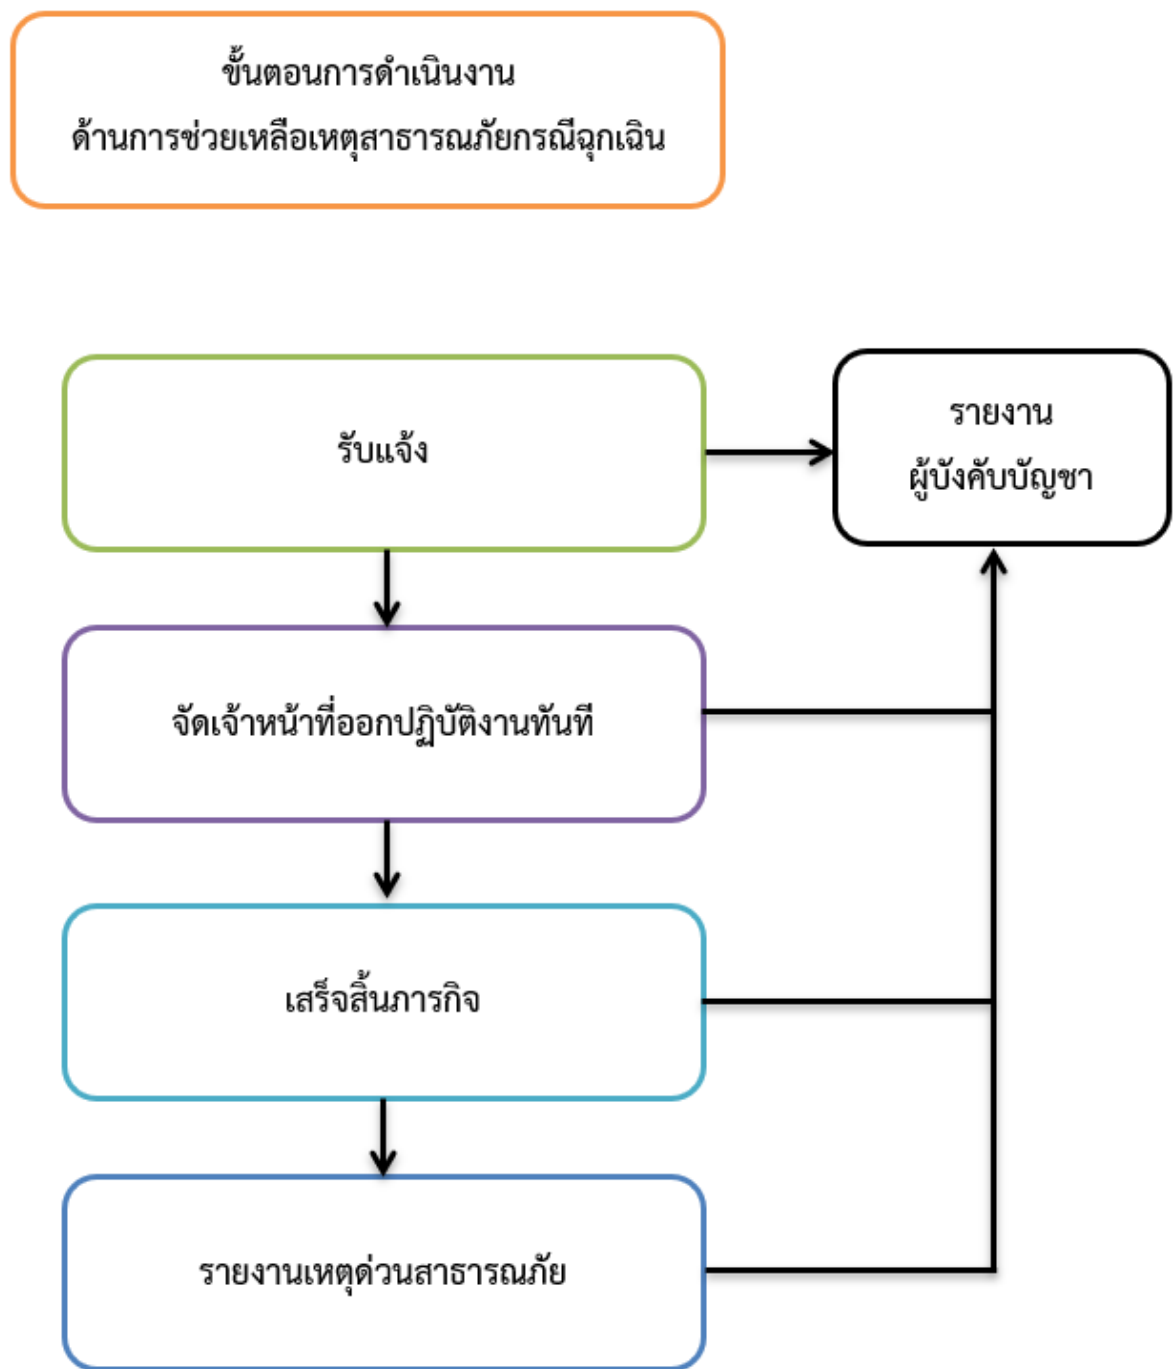 ขั้นตอนการดำเนินงาน
ด้านการช่วยเหลือเหตุสาธารณภัยกรณีฉุกเฉิน
รับแจ้ง
รายงาน
ผู้บังคับบัญชา
จัดเจ้าหน้าที่ออกปฏิบัติงานทันที
เสร็จสิ้นภารกิจ
รายงานเหตุด่วนสาธารณภัย